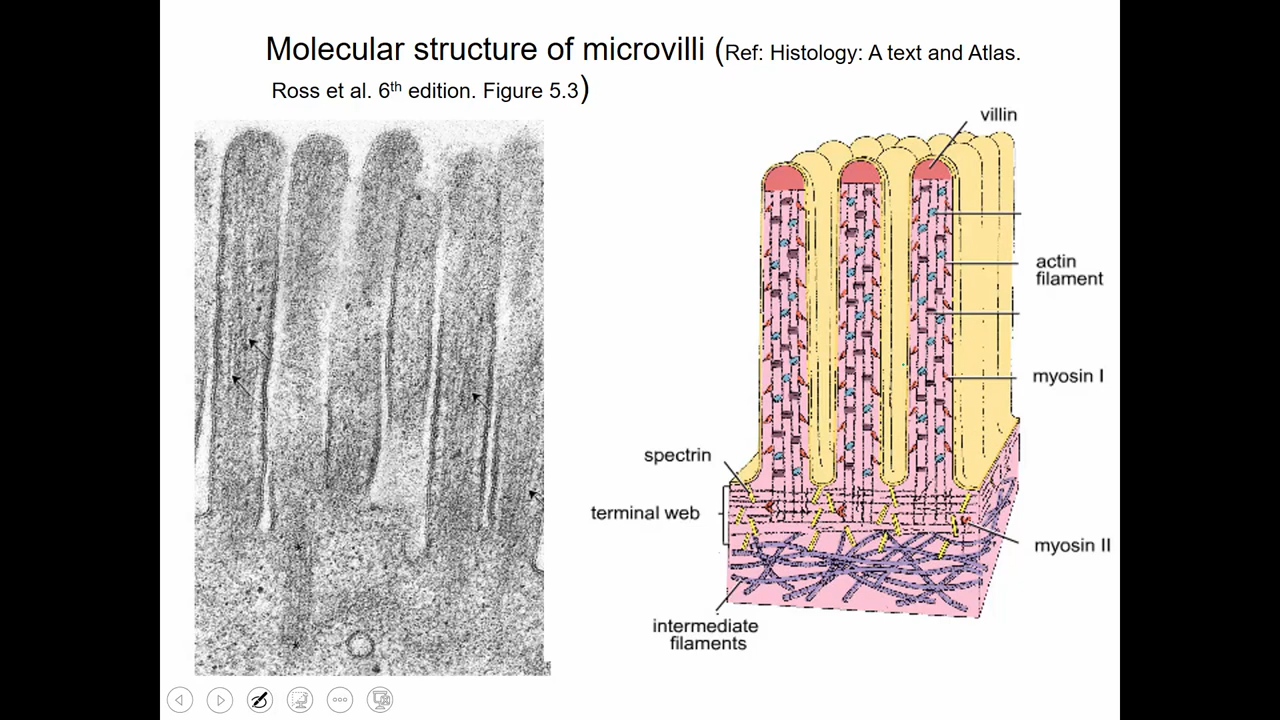 Molecular structure of microvilli (Ref: Histology: A text and Atlas.
Ross et al. 6th edition. Figure 5.3)
villin
actin
filament
myosin I
spectrin
terminal web
myosin II
intermediate
filaments